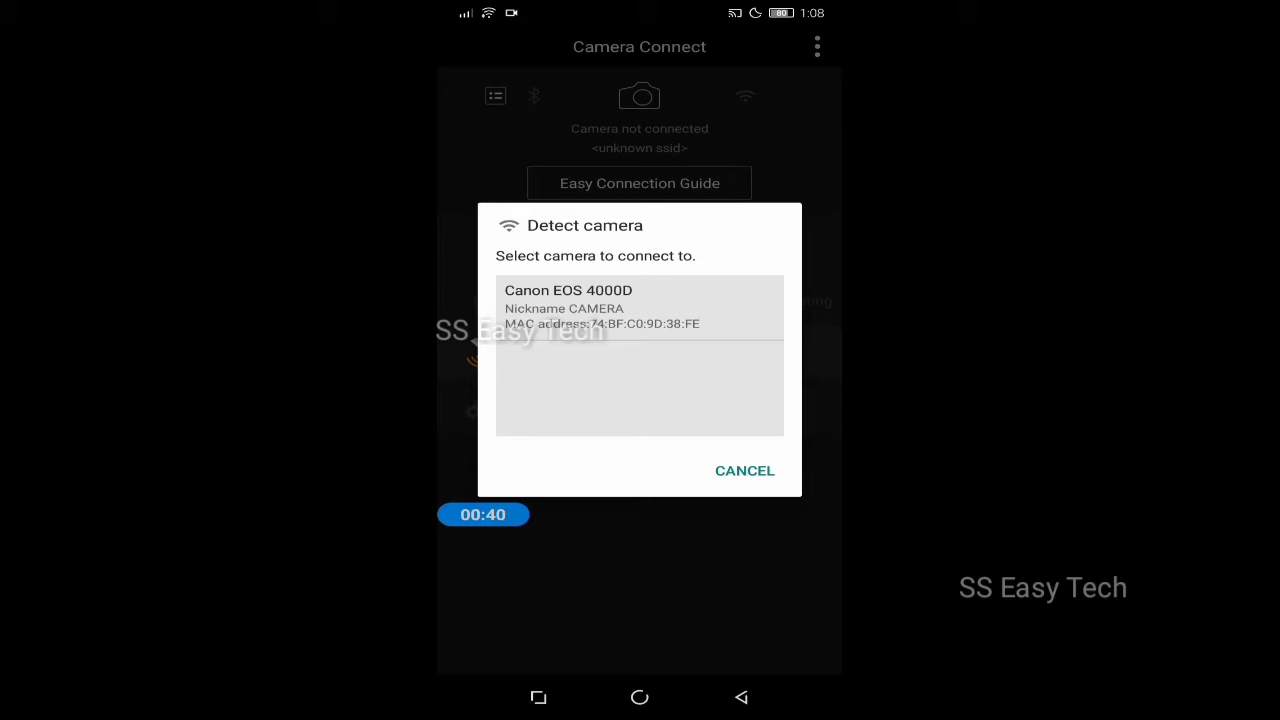 80 1:08
Camera Connect
Camera not connected
<unknown ssid>
Easy Connection Guide
Detect camera
Select camera to connect to.
Canon EOS 4000D
Nickname CAMERA
MAC address:74:BF:C0:9D:38:FE
SS Easy Tech
CANCEL
00:40
SS Easy Tech